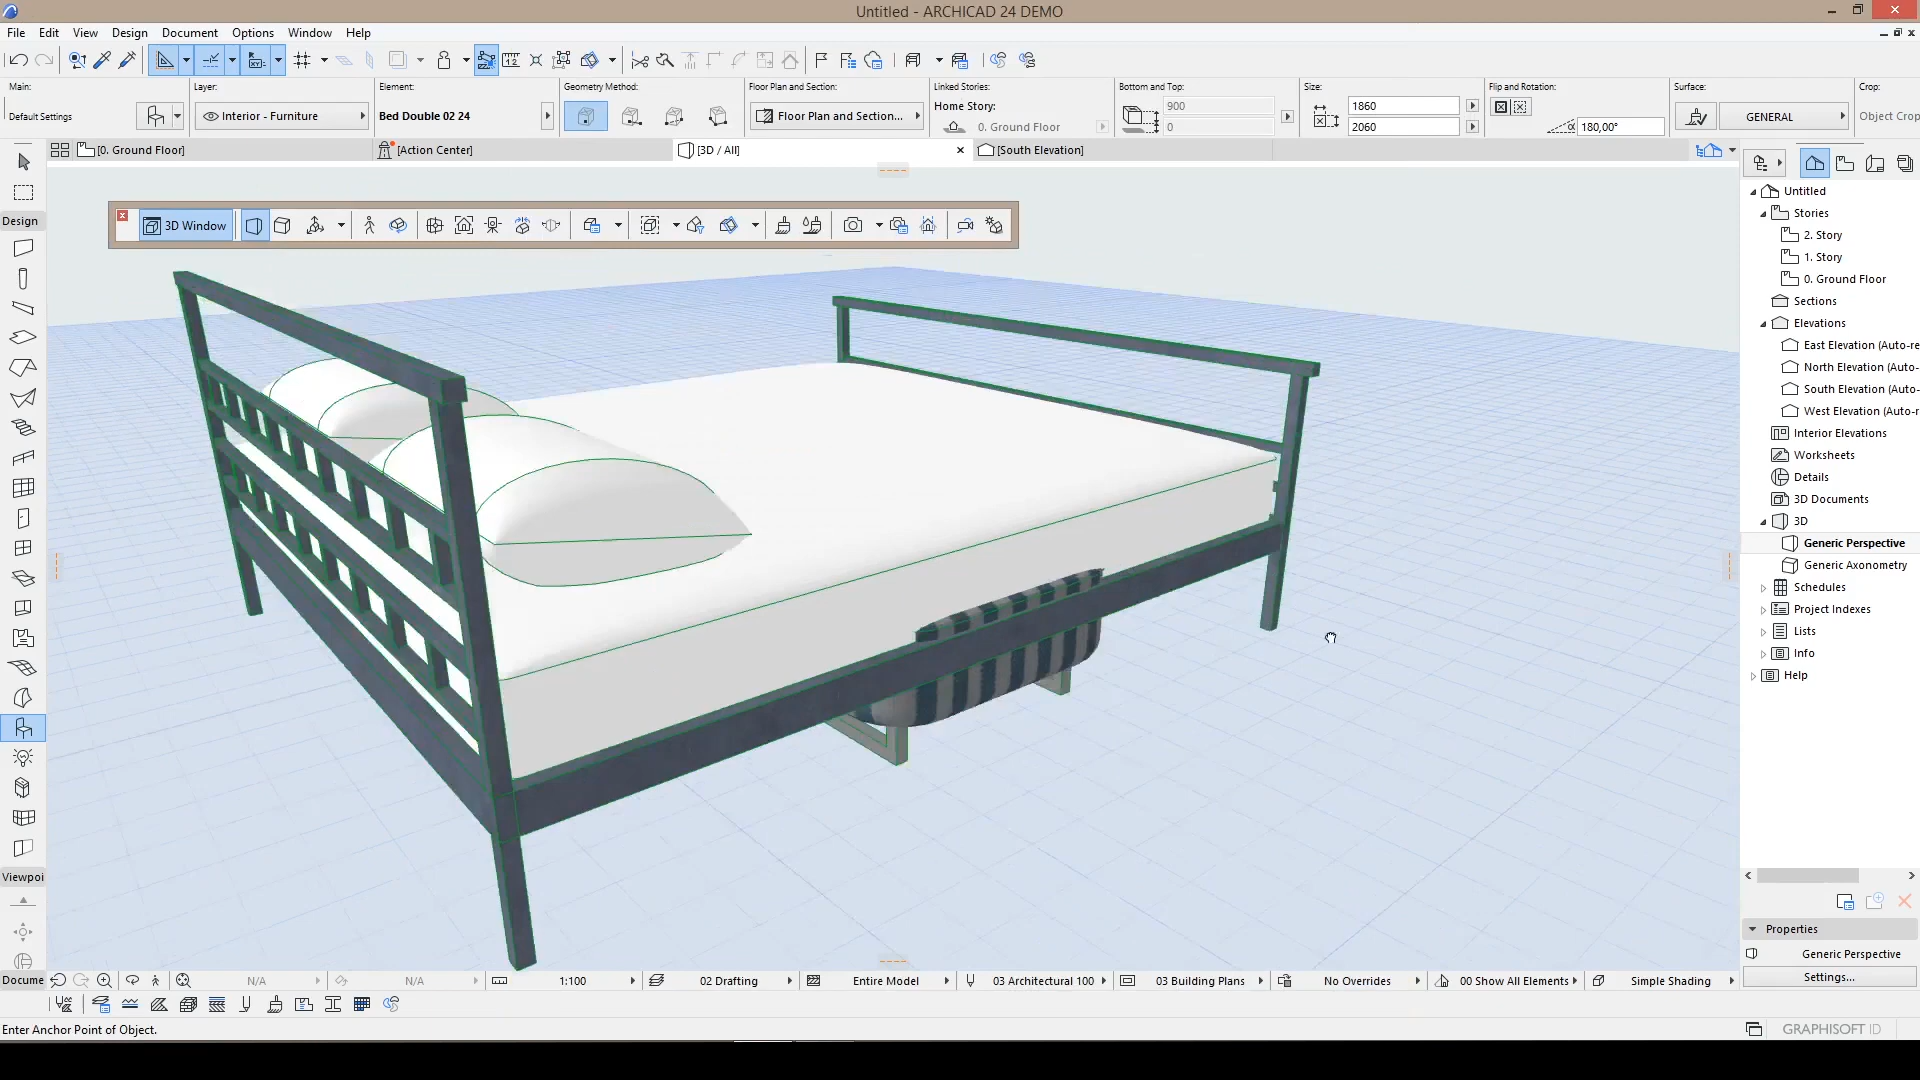 Untitled - ARCHICAD 24 DEMO
File Edit View Design Document Options Window Help
Main: Layer: Element: Geometry Method: Floor Plan and Section: Linked Stories: Bottom and Top: Size: Flip and Rotation: Surface: Crop:
Default Settings Interior - Furniture Bed Double 02 24 Floor Plan and Section... Home Story: 0. Ground Floor 900 0 1860 2060 180,00° GENERAL Object Crop
[0. Ground Floor] [Action Center] [3D / All] [South Elevation]
3D Window
Design
Viewpoi
Docume
Untitled
Stories
2. Story
1. Story
0. Ground Floor
Sections
Elevations
East Elevation (Auto-re
North Elevation (Auto-
South Elevation (Auto-
West Elevation (Auto-r
Interior Elevations
Worksheets
Details
3D Documents
3D
Generic Perspective
Generic Axonometry
Schedules
Project Indexes
Lists
Info
Help
Properties
Generic Perspective
Settings...
N/A N/A 1:100 02 Drafting Entire Model 03 Architectural 100 03 Building Plans No Overrides 00 Show All Elements Simple Shading
Enter Anchor Point of Object.
GRAPHISOFT ID